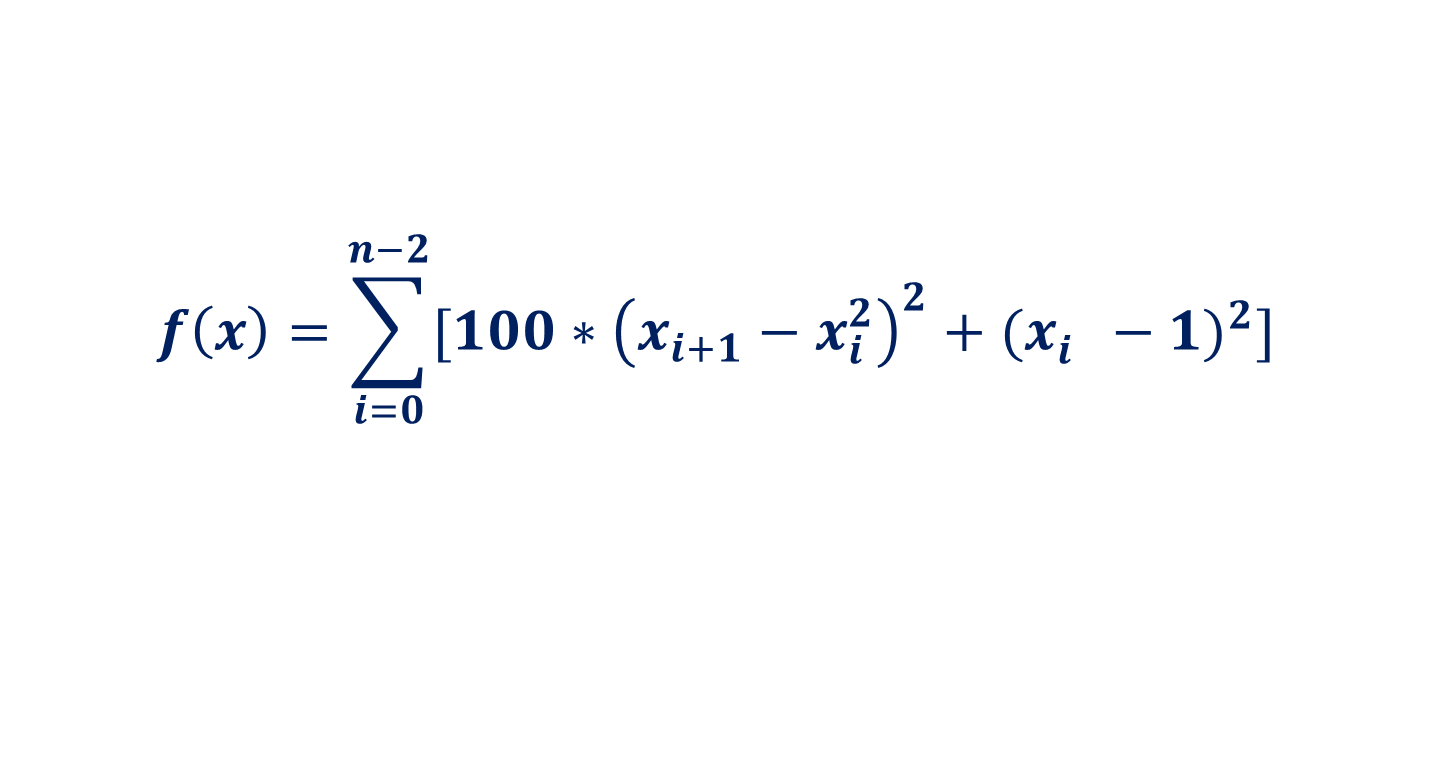 f(x) = ∑_{i=0}^{n−2} [100 * (x_{i+1} − x_i^2)^2 + (x_i − 1)^2]